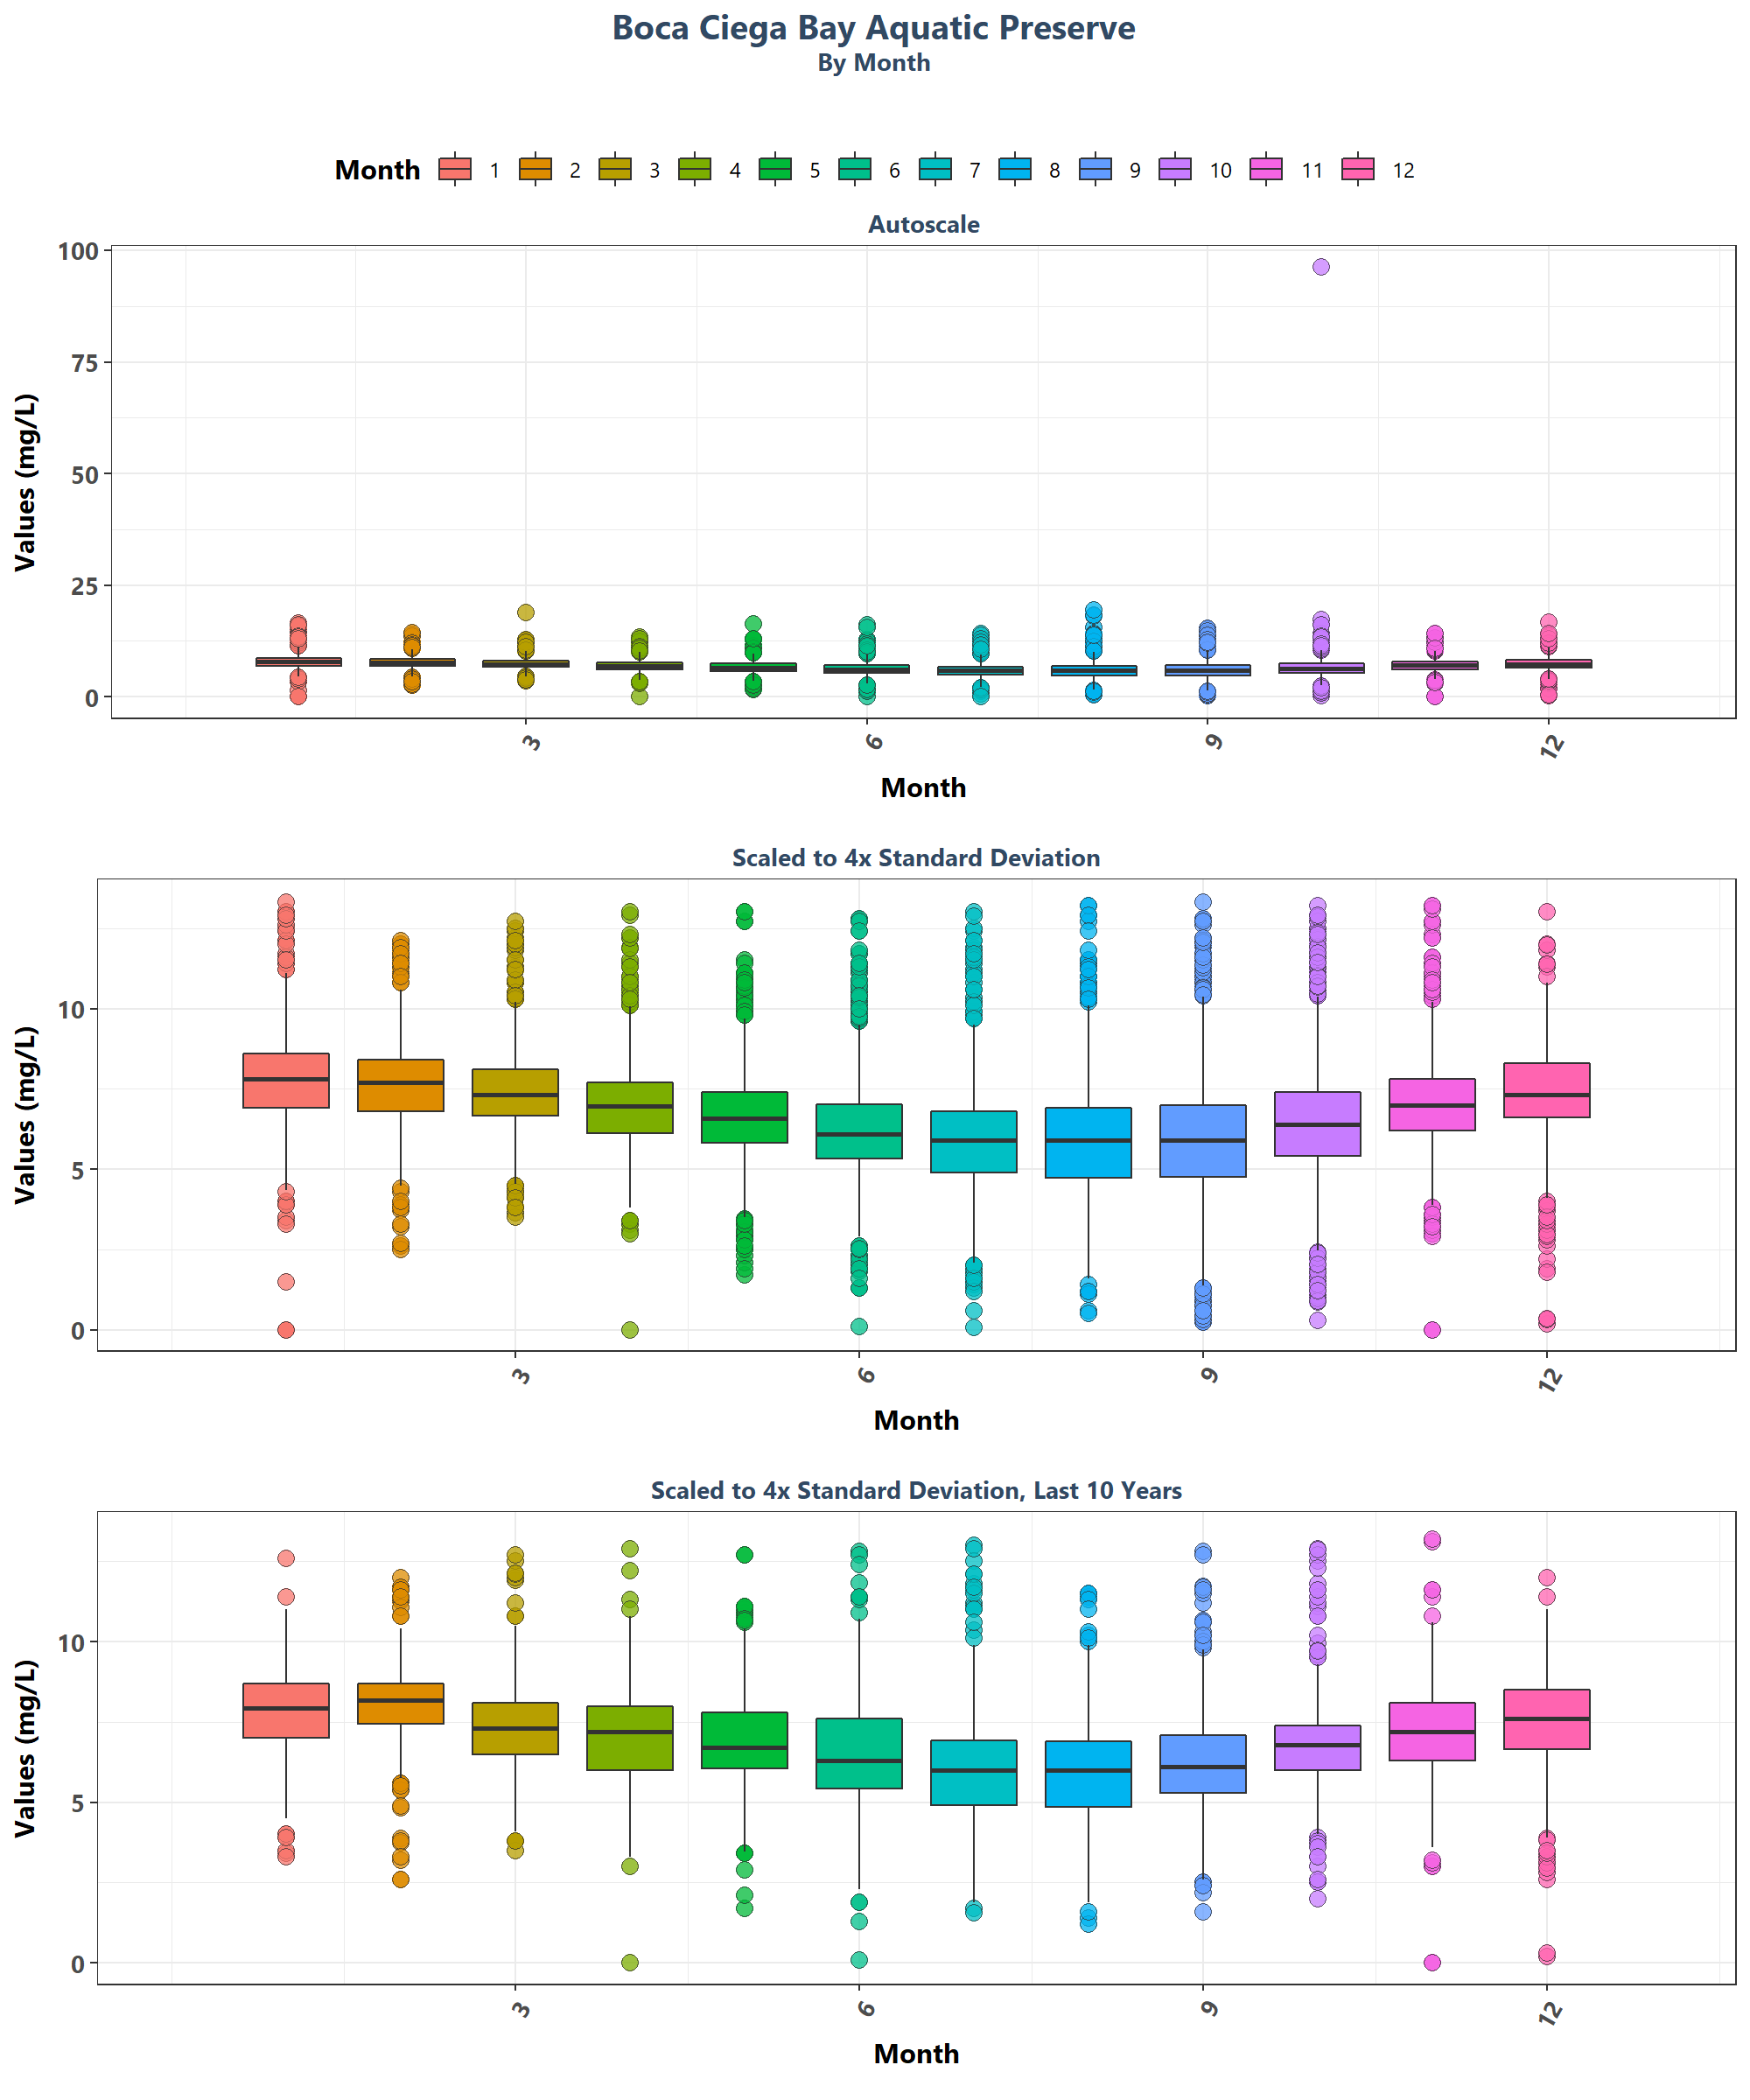 Boca Ciega Bay Aquatic Preserve
By Month
Month 1 2 3 4 5 6 7 8 9 10 11 12
Autoscale
Values (mg/L)
100
75
50
25
0
3 6 9 12
Month
Scaled to 4x Standard Deviation
Values (mg/L)
10
5
0
3 6 9 12
Month
Scaled to 4x Standard Deviation, Last 10 Years
Values (mg/L)
10
5
0
3 6 9 12
Month